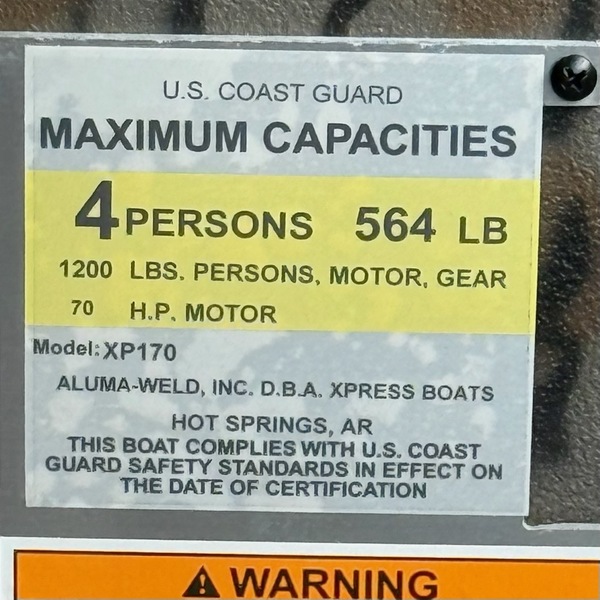 U.S. COAST GUARD
MAXIMUM CAPACITIES
4 PERSONS 564 LB
1200 LBS. PERSONS, MOTOR, GEAR
70 H.P. MOTOR
Model: XP170
ALUMA-WELD, INC. D.B.A. XPRESS BOATS
HOT SPRINGS, AR
THIS BOAT COMPLIES WITH U.S. COAST
GUARD SAFETY STANDARDS IN EFFECT ON
THE DATE OF CERTIFICATION
WARNING